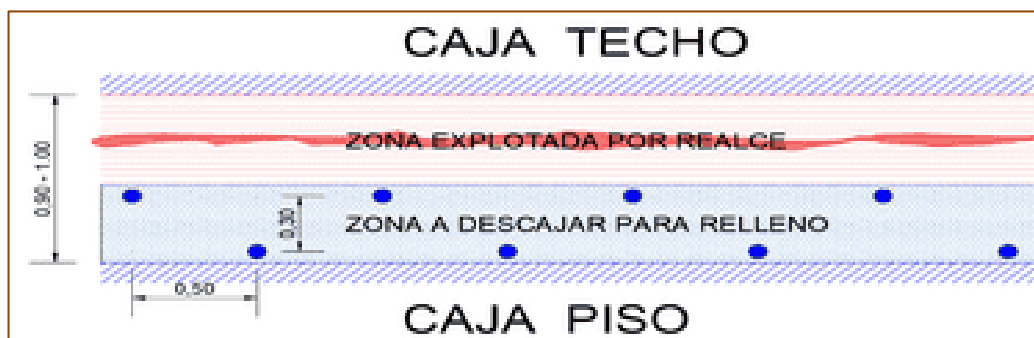 CAJA TECHO
ZONA EXPLOTADA POR REALCE
0.90 - 1.00
0,30
ZONA A DESCAJAR PARA RELLENO
0,50
CAJA PISO